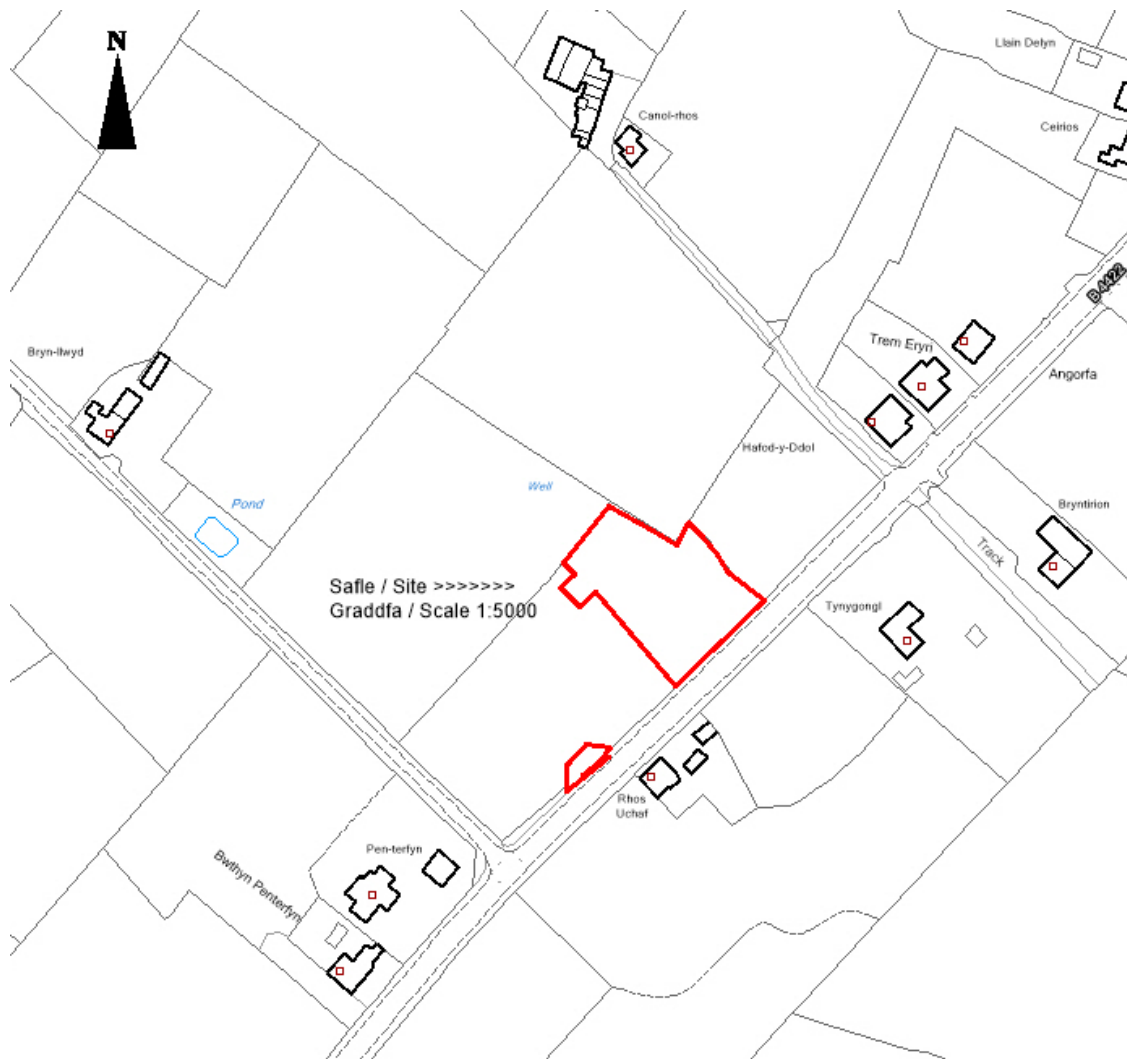 N
Llain Delyn
Canol-rhos
Ceirios
B 4422
Trem Eryri
Bryn-llwyd
Angorfa
Hafod-y-Ddol
Well
Pond
Bryntirion
Track
Safle / Site >>>>>>>
Graddfa / Scale 1:5000
Tynygongl
Rhos
Uchaf
Pen-terfyn
Bwthyn Penterfyn